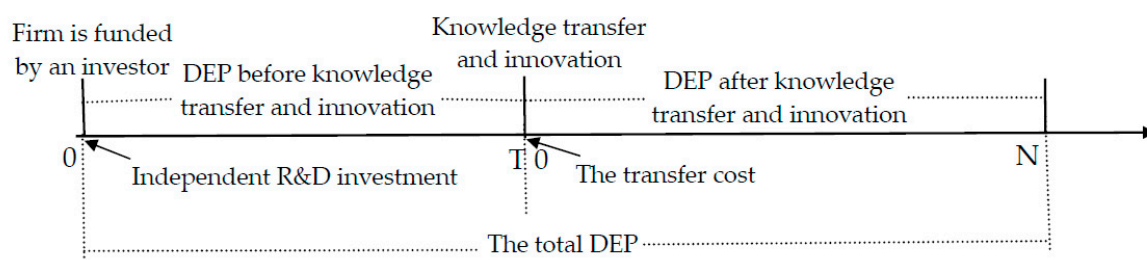 Firm is funded
by an investor
DEP before knowledge
transfer and innovation
Knowledge transfer
and innovation
DEP after knowledge
transfer and innovation
0
Independent R&D investment
T 0
The transfer cost
N
The total DEP